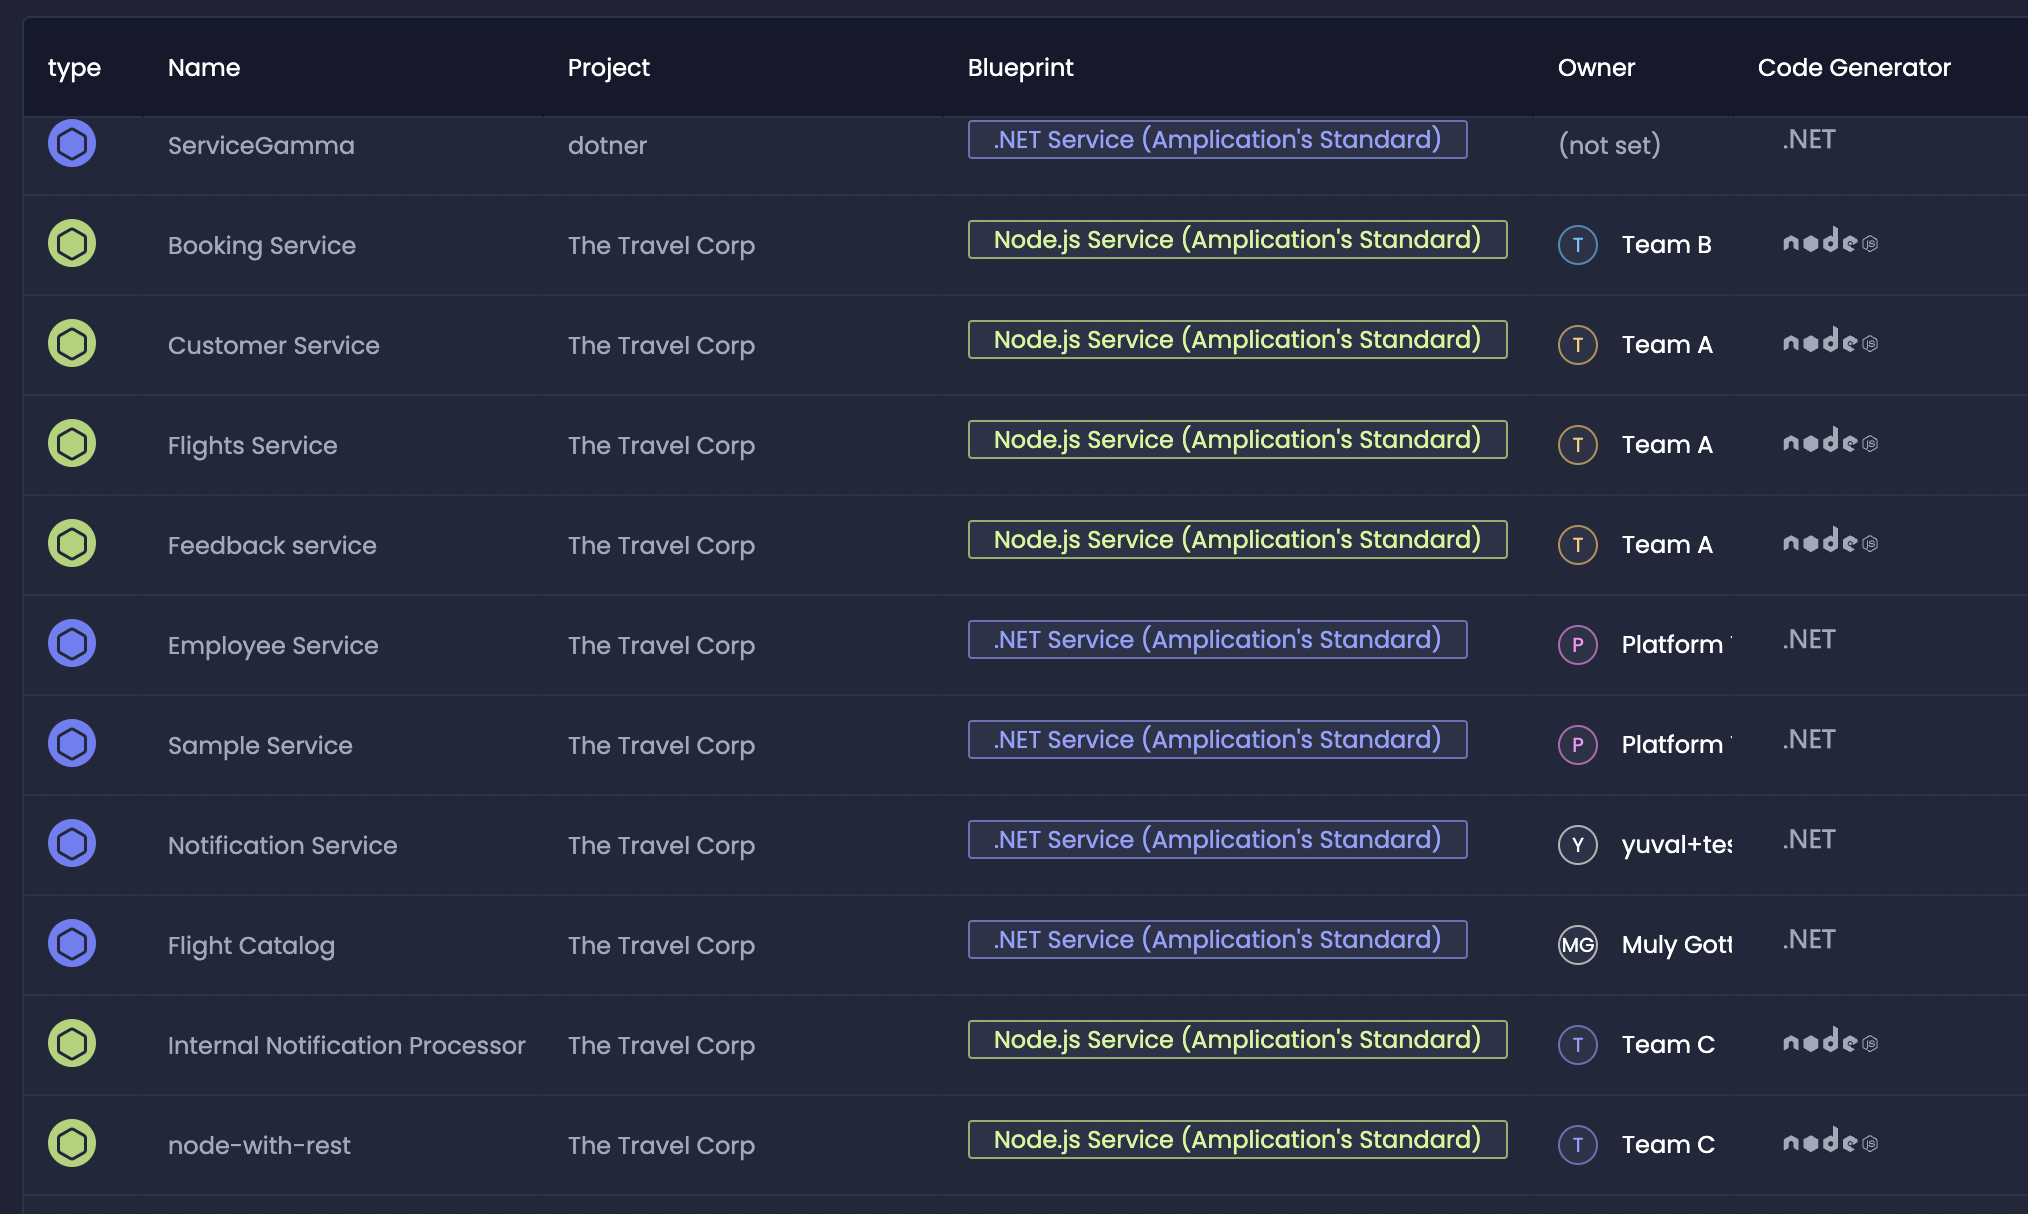 type Name Project Blueprint Owner Code Generator
ServiceGamma dotner .NET Service (Amplication's Standard) (not set) .NET
Booking Service The Travel Corp Node.js Service (Amplication's Standard) T Team B node JS
Customer Service The Travel Corp Node.js Service (Amplication's Standard) T Team A node JS
Flights Service The Travel Corp Node.js Service (Amplication's Standard) T Team A node JS
Feedback service The Travel Corp Node.js Service (Amplication's Standard) T Team A node JS
Employee Service The Travel Corp .NET Service (Amplication's Standard) P Platform .NET
Sample Service The Travel Corp .NET Service (Amplication's Standard) P Platform .NET
Notification Service The Travel Corp .NET Service (Amplication's Standard) Y yuval+tes .NET
Flight Catalog The Travel Corp .NET Service (Amplication's Standard) MG Muly Gott .NET
Internal Notification Processor The Travel Corp Node.js Service (Amplication's Standard) T Team C node JS
node-with-rest The Travel Corp Node.js Service (Amplication's Standard) T Team C node JS